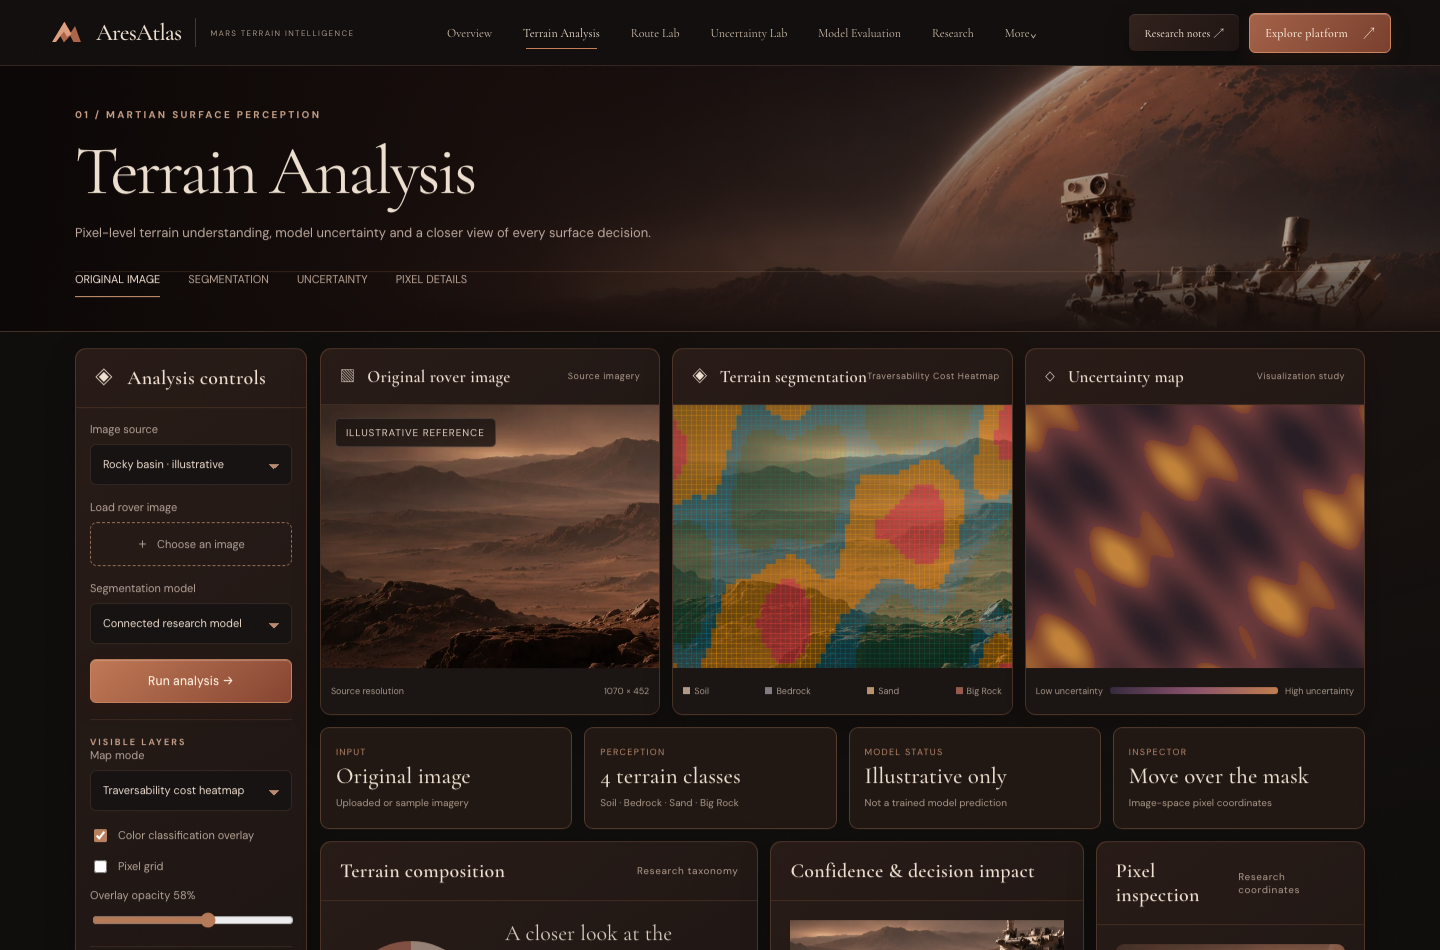 AresAtlas
MARS TERRAIN INTELLIGENCE
Overview
Terrain Analysis
Route Lab
Uncertainty Lab
Model Evaluation
Research
More
Research notes ↗
Explore platform ↗
01 / MARTIAN SURFACE PERCEPTION
Terrain Analysis
Pixel-level terrain understanding, model uncertainty and a closer view of every surface decision.
ORIGINAL IMAGE
SEGMENTATION
UNCERTAINTY
PIXEL DETAILS
Analysis controls
Image source
Rocky basin · illustrative
Load rover image
+ Choose an image
Segmentation model
Connected research model
Run analysis →
VISIBLE LAYERS
Map mode
Traversability cost heatmap
Color classification overlay
Pixel grid
Overlay opacity 58%
Original rover image
Source imagery
ILLUSTRATIVE REFERENCE
Source resolution
1070 × 452
Terrain segmentation
Traversability Cost Heatmap
Soil
Bedrock
Sand
Big Rock
Uncertainty map
Visualization study
Low uncertainty
High uncertainty
INPUT
Original image
Uploaded or sample imagery
PERCEPTION
4 terrain classes
Soil · Bedrock · Sand · Big Rock
MODEL STATUS
Illustrative only
Not a trained model prediction
INSPECTOR
Move over the mask
Image-space pixel coordinates
Terrain composition
Research taxonomy
A closer look at the
Confidence & decision impact
Pixel
inspection
Research
coordinates